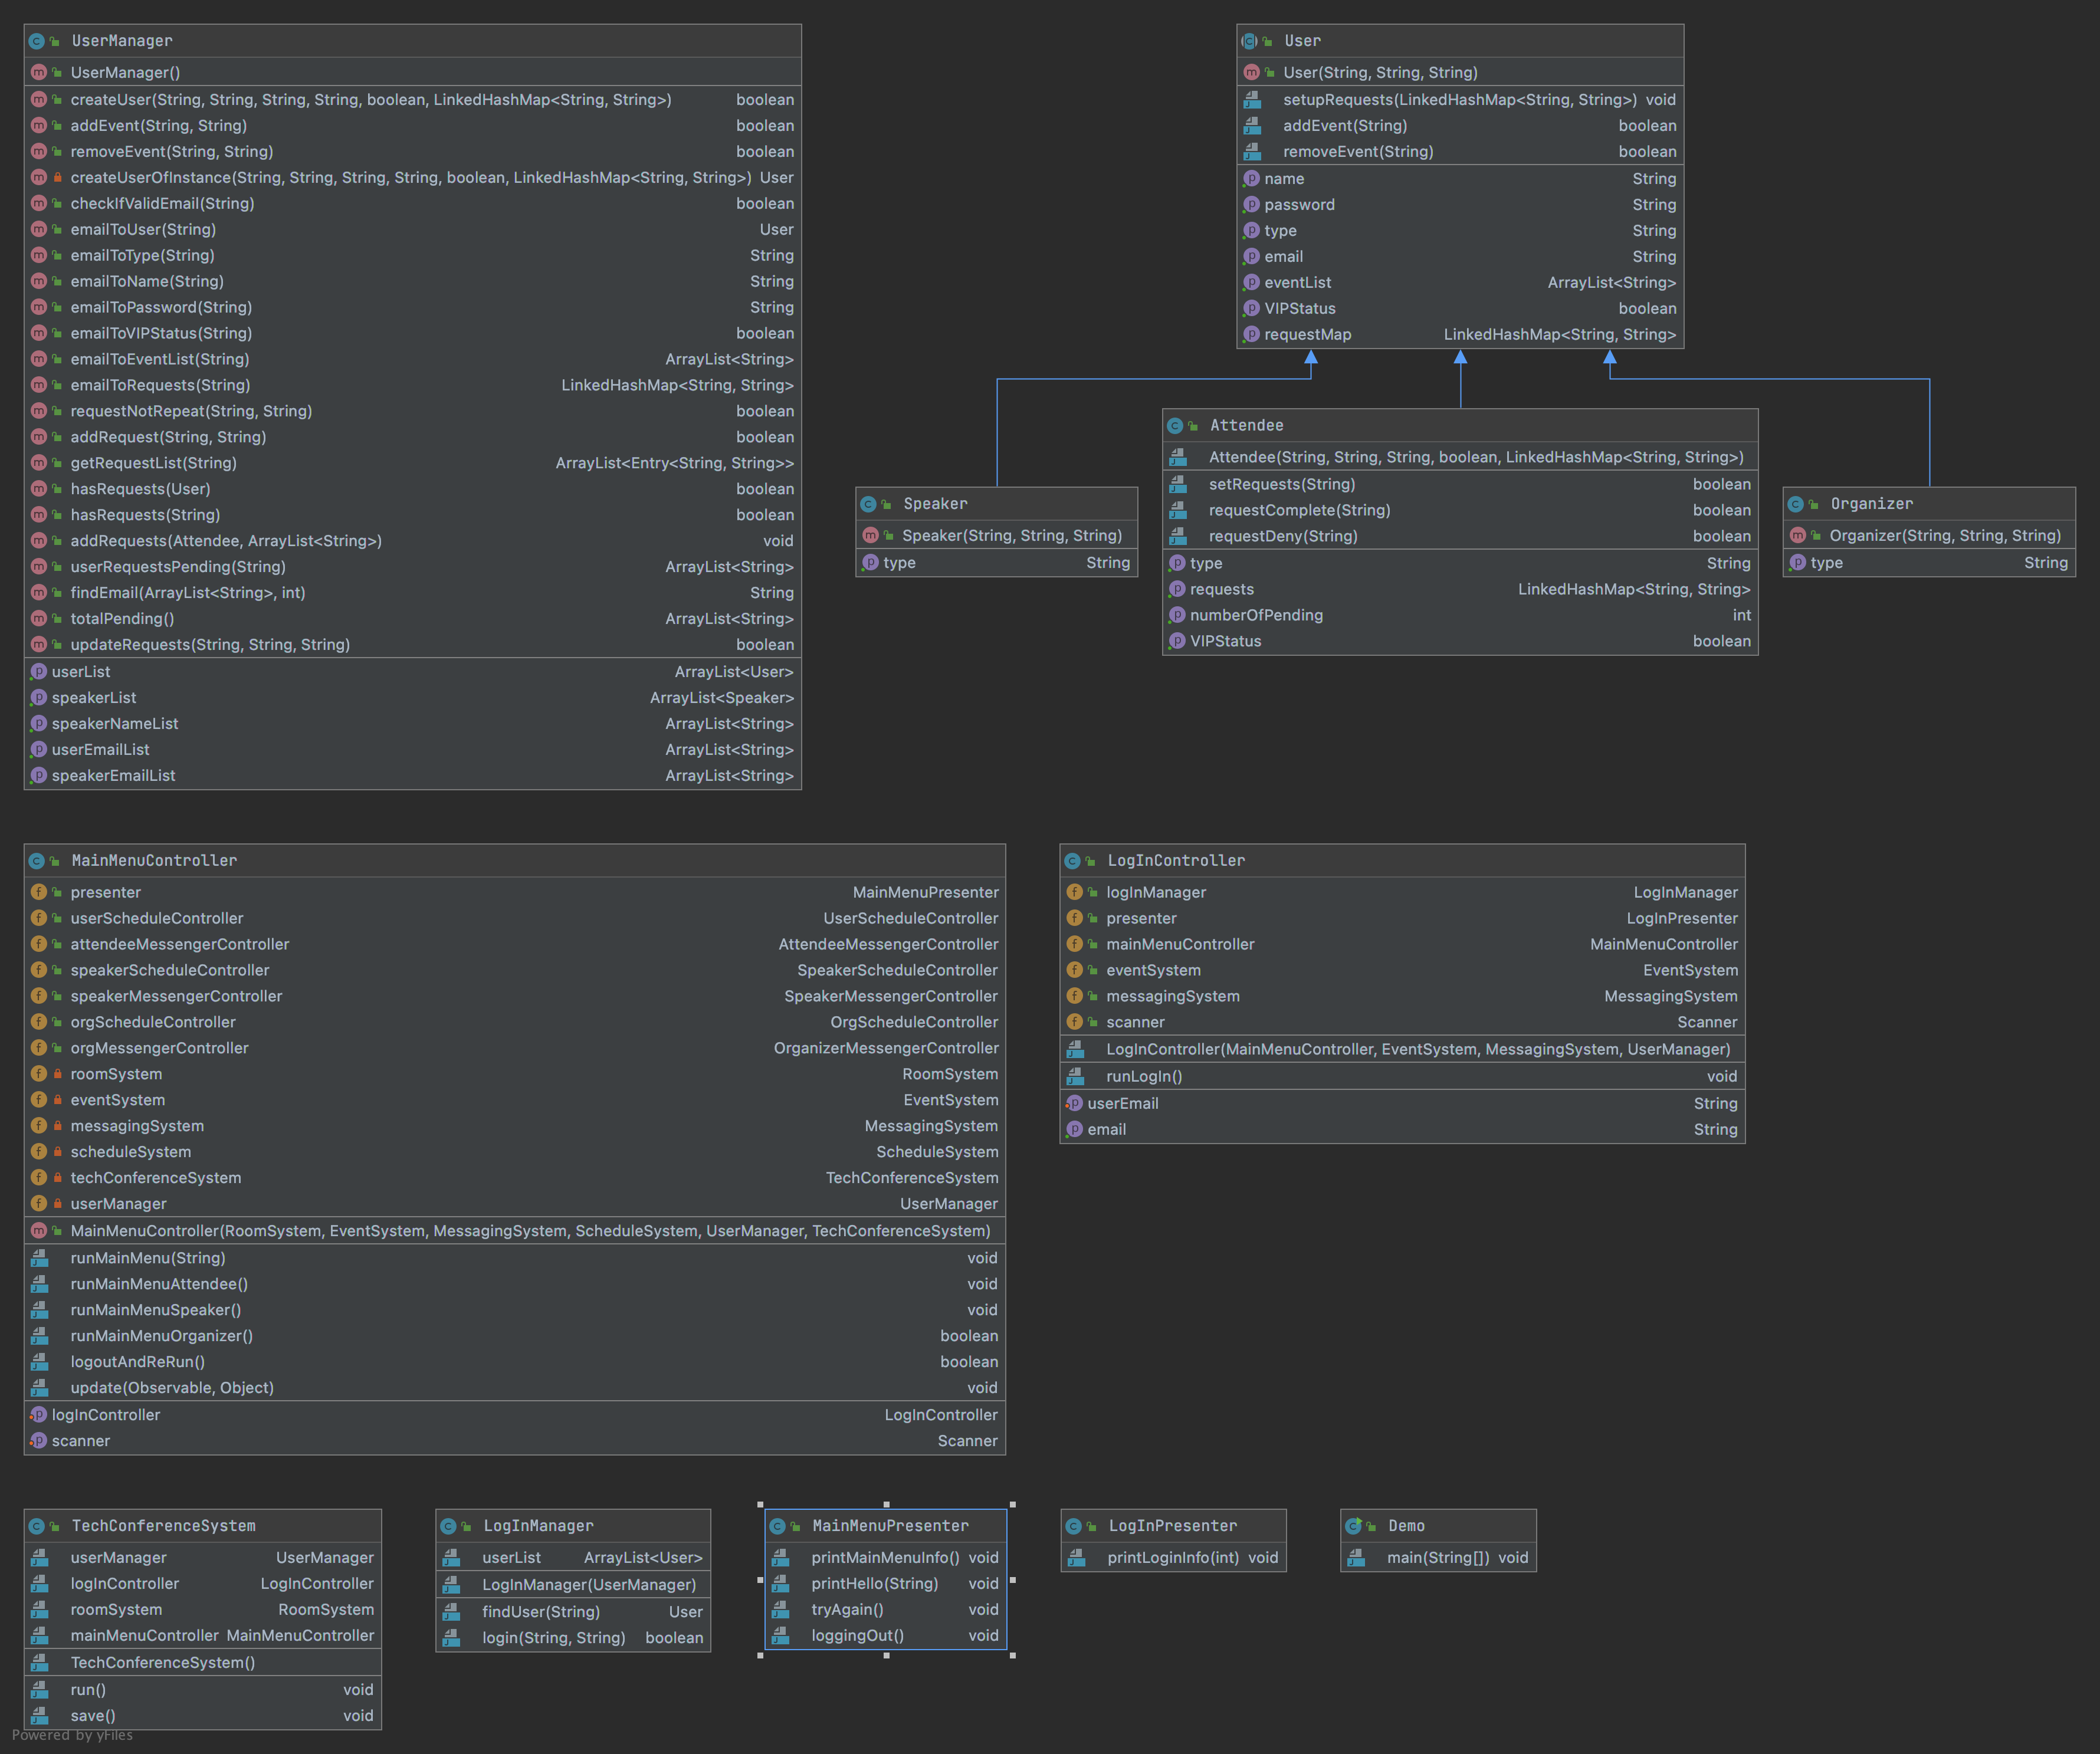 UserManager
UserManager()
createUser(String, String, String, String, boolean, LinkedHashMap<String, String>) boolean
addEvent(String, String) boolean
removeEvent(String, String) boolean
createUserOfInstance(String, String, String, String, boolean, LinkedHashMap<String, String>) User
checkIfValidEmail(String) boolean
emailToUser(String) User
emailToType(String) String
emailToName(String) String
emailToPassword(String) String
emailToVIPStatus(String) boolean
emailToEventList(String) ArrayList<String>
emailToRequests(String) LinkedHashMap<String, String>
requestNotRepeat(String, String) boolean
addRequest(String, String) boolean
getRequestList(String) ArrayList<Entry<String, String>>
hasRequests(User) boolean
hasRequests(String) boolean
addRequests(Attendee, ArrayList<String>) void
userRequestsPending(String) ArrayList<String>
findEmail(ArrayList<String>, int) String
totalPending() ArrayList<String>
updateRequests(String, String, String) boolean
userList ArrayList<User>
speakerList ArrayList<Speaker>
speakerNameList ArrayList<String>
userEmailList ArrayList<String>
speakerEmailList ArrayList<String>
User
User(String, String, String)
setupRequests(LinkedHashMap<String, String>) void
addEvent(String) boolean
removeEvent(String) boolean
name String
password String
type String
email String
eventList ArrayList<String>
VIPStatus boolean
requestMap LinkedHashMap<String, String>
Speaker
Speaker(String, String, String)
type String
Attendee
Attendee(String, String, String, boolean, LinkedHashMap<String, String>)
setRequests(String) boolean
requestComplete(String) boolean
requestDeny(String) boolean
type String
requests LinkedHashMap<String, String>
numberOfPending int
VIPStatus boolean
Organizer
Organizer(String, String, String)
type String
MainMenuController
presenter MainMenuPresenter
userScheduleController UserScheduleController
attendeeMessengerController AttendeeMessengerController
speakerScheduleController SpeakerScheduleController
speakerMessengerController SpeakerMessengerController
orgScheduleController OrgScheduleController
orgMessengerController OrganizerMessengerController
roomSystem RoomSystem
eventSystem EventSystem
messagingSystem MessagingSystem
scheduleSystem ScheduleSystem
techConferenceSystem TechConferenceSystem
userManager UserManager
MainMenuController(RoomSystem, EventSystem, MessagingSystem, ScheduleSystem, UserManager, TechConferenceSystem)
runMainMenu(String) void
runMainMenuAttendee() void
runMainMenuSpeaker() void
runMainMenuOrganizer() boolean
logoutAndReRun() boolean
update(Observable, Object) void
logInController LogInController
scanner Scanner
LogInController
logInManager LogInManager
presenter LogInPresenter
mainMenuController MainMenuController
eventSystem EventSystem
messagingSystem MessagingSystem
scanner Scanner
LogInController(MainMenuController, EventSystem, MessagingSystem, UserManager)
runLogIn() void
userEmail String
email String
TechConferenceSystem
userManager UserManager
logInController LogInController
roomSystem RoomSystem
mainMenuController MainMenuController
TechConferenceSystem()
run() void
save() void
LogInManager
userList ArrayList<User>
LogInManager(UserManager)
findUser(String) User
login(String, String) boolean
MainMenuPresenter
printMainMenuInfo() void
printHello(String) void
tryAgain() void
loggingOut() void
LogInPresenter
printLoginInfo(int) void
Demo
main(String[]) void
Powered by yFiles